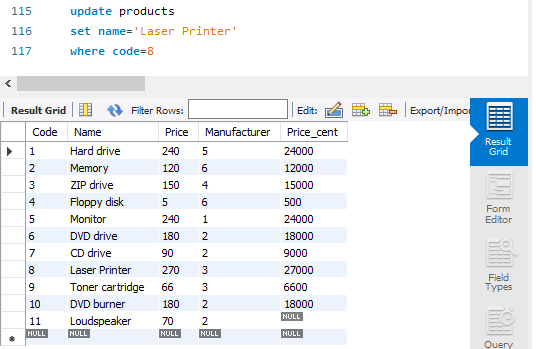 115 update products
116 set name='Laser Printer'
117 where code=8
Result Grid Filter Rows: Edit: Export/Impor
Code Name Price Manufacturer Price_cent
1 Hard drive 240 5 24000
2 Memory 120 6 12000
3 ZIP drive 150 4 15000
4 Floppy disk 5 6 500
5 Monitor 240 1 24000
6 DVD drive 180 2 18000
7 CD drive 90 2 9000
8 Laser Printer 270 3 27000
9 Toner cartridge 66 3 6600
10 DVD burner 180 2 18000
11 Loudspeaker 70 2 NULL
NULL NULL NULL NULL NULL
Result
Grid
Form
Editor
Field
Types
Query